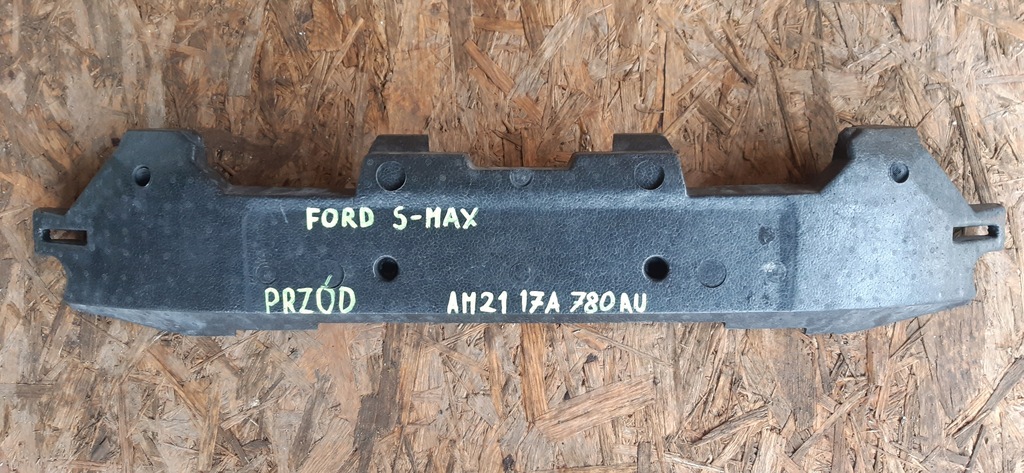 FORD S-MAX
PRZÓD AM21 17A 780AU